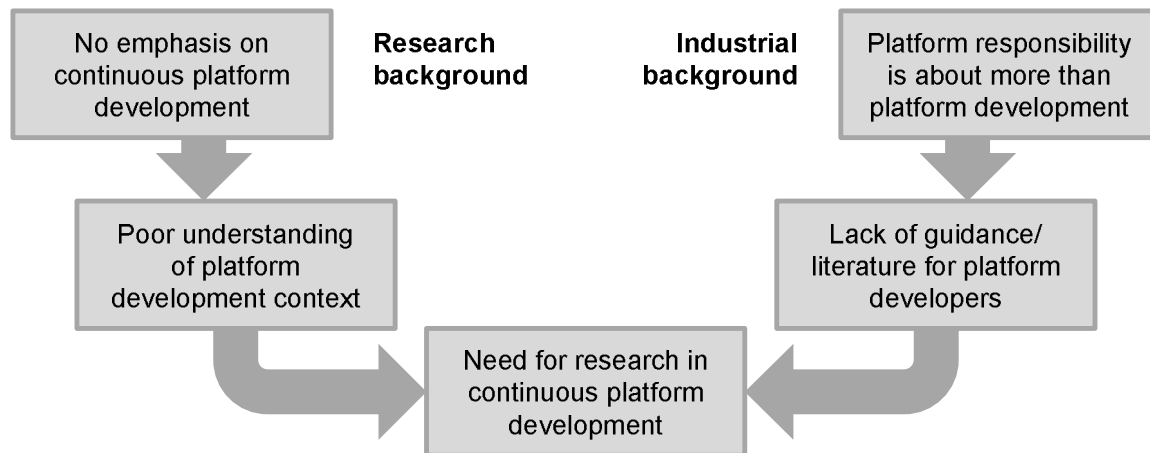 No emphasis on
continuous platform
development
Research
background
Industrial
background
Platform responsibility
is about more than
platform development
Poor understanding
of platform
development context
Lack of guidance/
literature for platform
developers
Need for research in
continuous platform
development